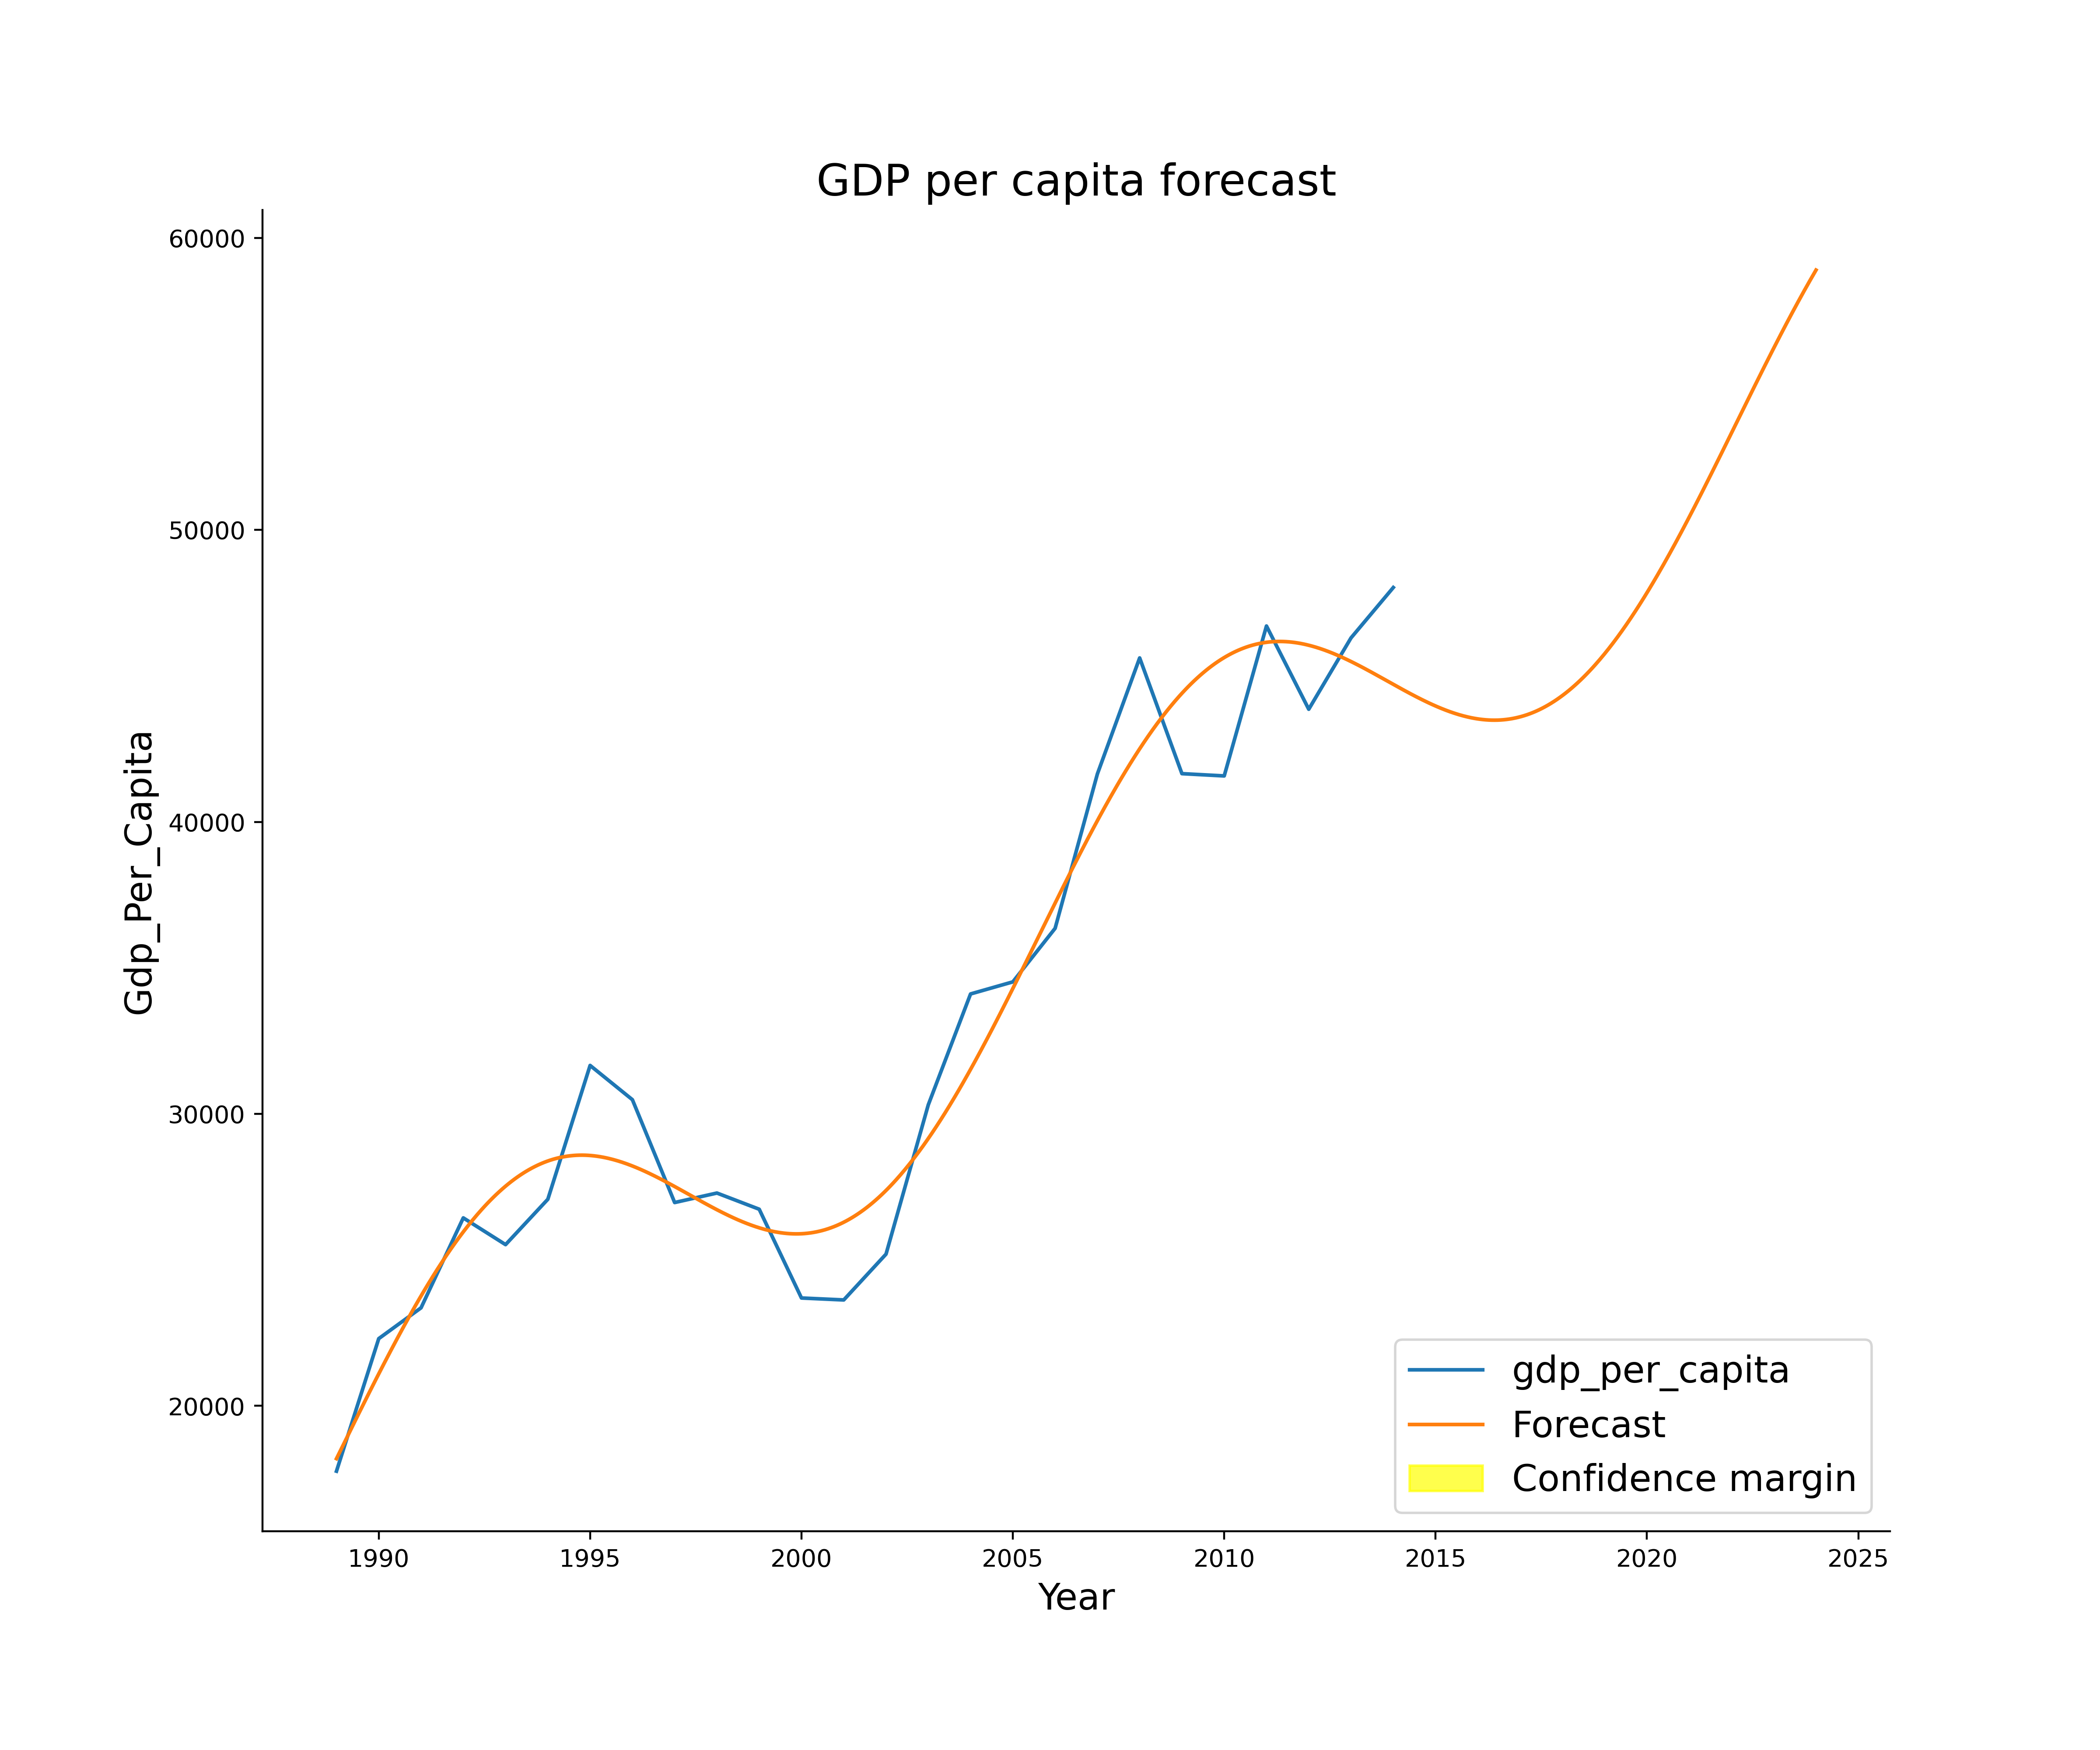 GDP per capita forecast
60000
50000
40000
30000
20000
Gdp_Per_Capita
1990 1995 2000 2005 2010 2015 2020 2025
Year
gdp_per_capita
Forecast
Confidence margin